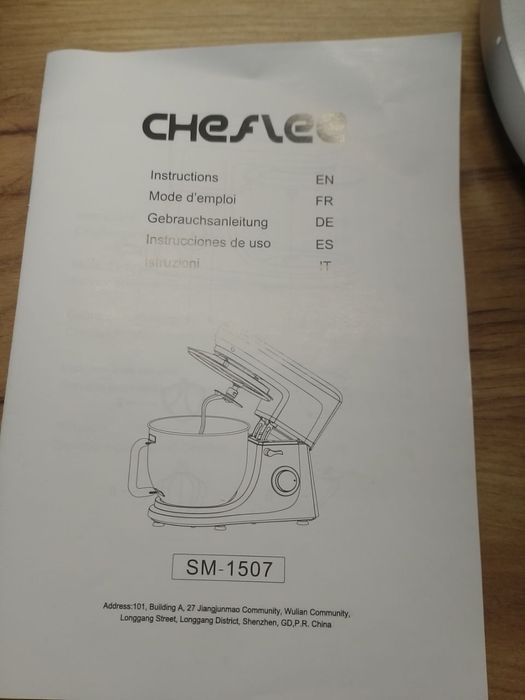 Instructions EN
Mode d'emploi FR
Gebrauchsanleitung DE
Instrucciones de uso ES
Istruzioni IT
SM-1507
Address:101, Building A, 27 Jiangjunmao Community, Wulian Community,
Longgang Street, Longgang District, Shenzhen, GD,P.R. China